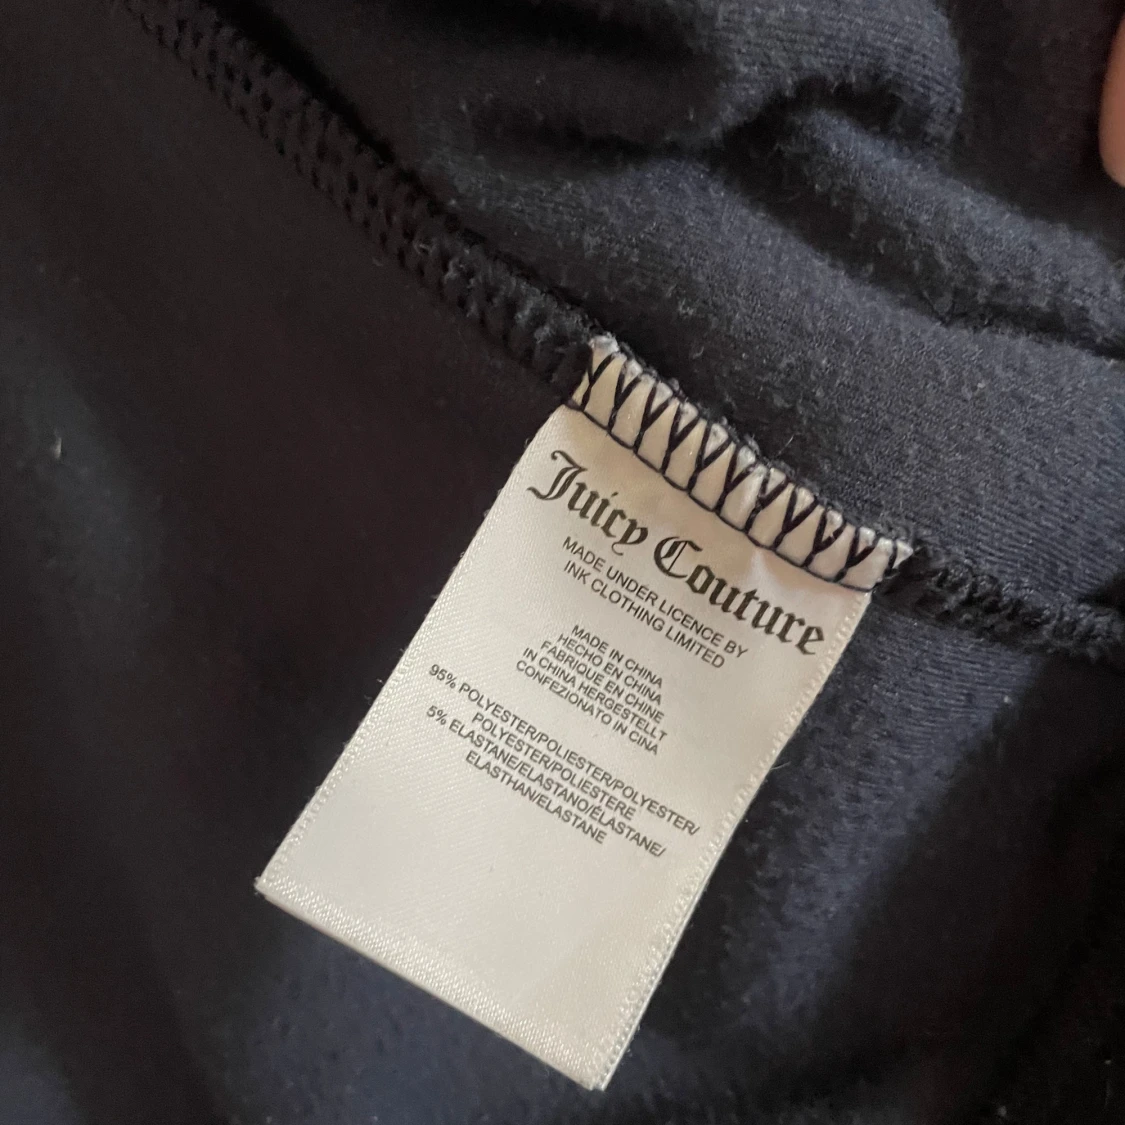 Juicy Couture
MADE UNDER LICENCE BY
INK CLOTHING LIMITED
MADE IN CHINA
HECHO EN CHINA
FABRIQUE EN CHINE
IN CHINA HERGESTELLT
CONFEZIONATO IN CINA
95% POLYESTER/POLIESTER/POLYESTER/
POLYESTER/POLIESTERE
5% ELASTANE/ELASTANO/ÉLASTANE/
ELASTHAN/ELASTANE